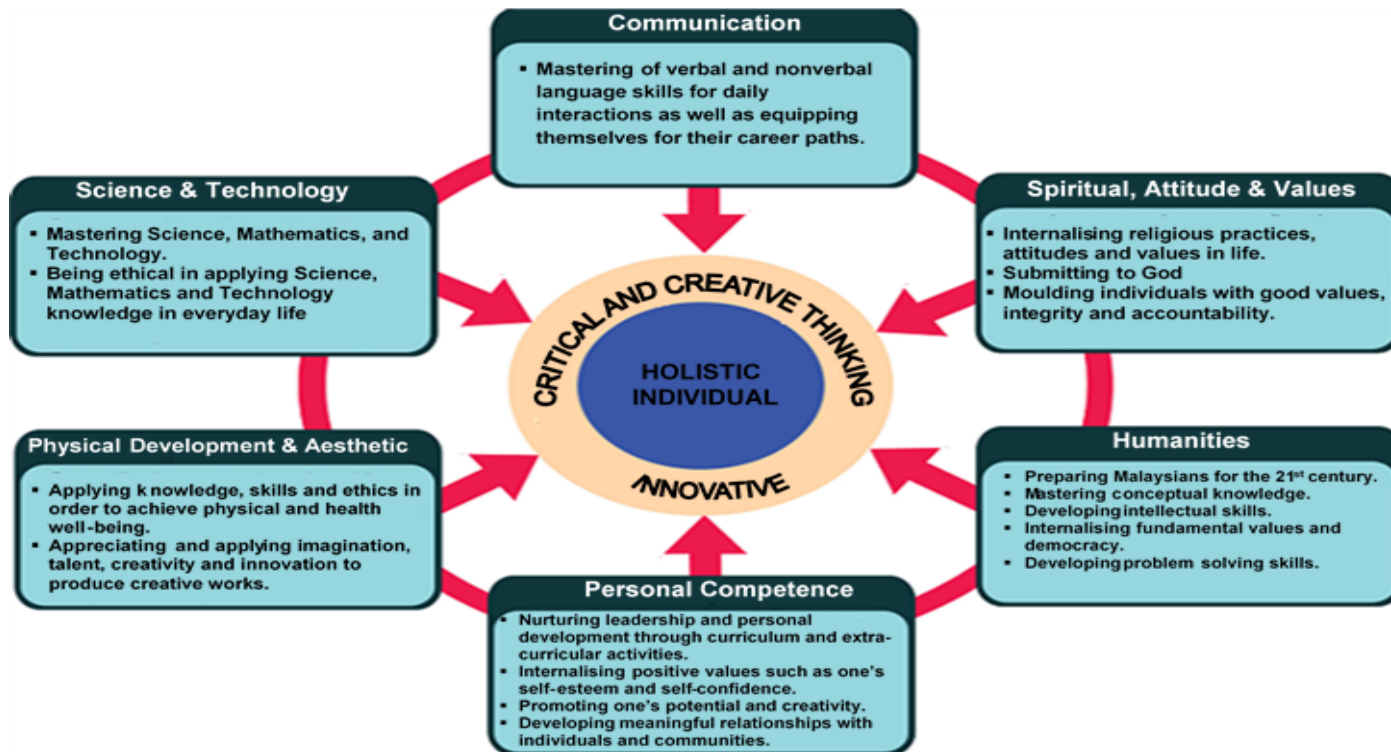 Communication
▪ Mastering of verbal and nonverbal
language skills for daily
interactions as well as equipping
themselves for their career paths.
Science & Technology
▪ Mastering Science, Mathematics, and
Technology.
▪ Being ethical in applying Science,
Mathematics and Technology
knowledge in everyday life
Spiritual, Attitude & Values
▪ Internalising religious practices,
attitudes and values in life.
▪ Submitting to God
▪ Moulding individuals with good values,
integrity and accountability.
CRITICAL AND CREATIVE THINKING
HOLISTIC
INDIVIDUAL
INNOVATIVE
Physical Development & Aesthetic
▪ Applying knowledge, skills and ethics in
order to achieve physical and health
well-being.
▪ Appreciating and applying imagination,
talent, creativity and innovation to
produce creative works.
Humanities
▪ Preparing Malaysians for the 21st century.
▪ Mastering conceptual knowledge.
▪ Developing intellectual skills.
▪ Internalising fundamental values and
democracy.
▪ Developing problem solving skills.
Personal Competence
▪ Nurturing leadership and personal
development through curriculum and extra-
curricular activities.
▪ Internalising positive values such as one's
self-esteem and self-confidence.
▪ Promoting one's potential and creativity.
▪ Developing meaningful relationships with
individuals and communities.